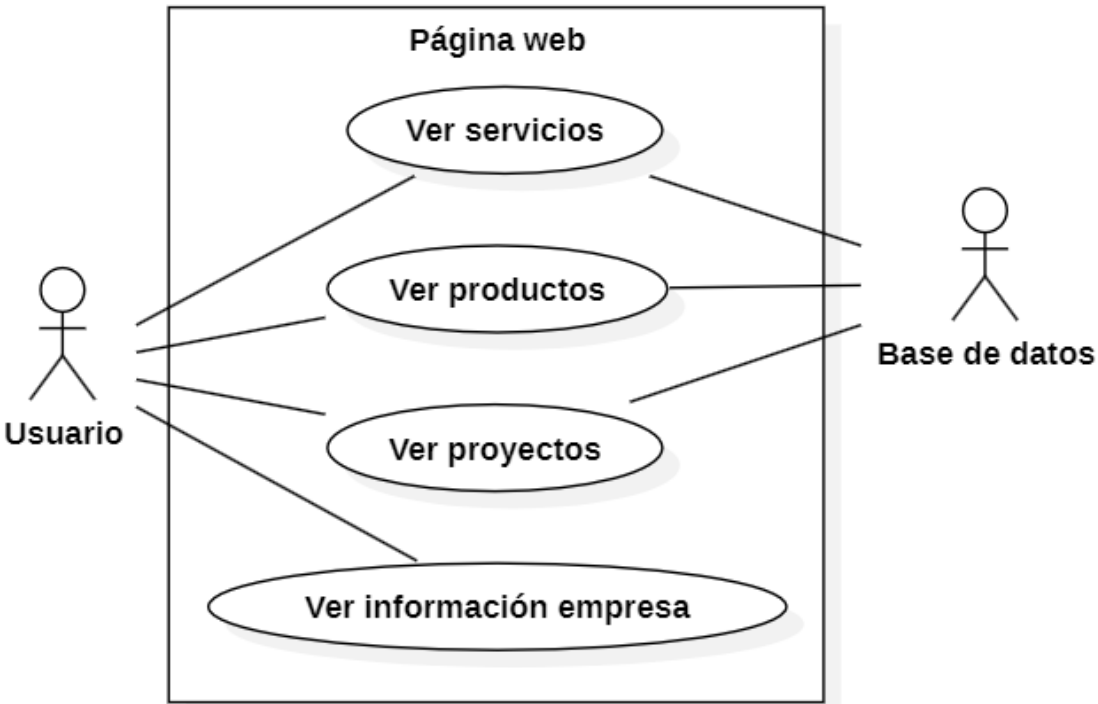 Página web
Ver servicios
Ver productos
Base de datos
Usuario
Ver proyectos
Ver información empresa